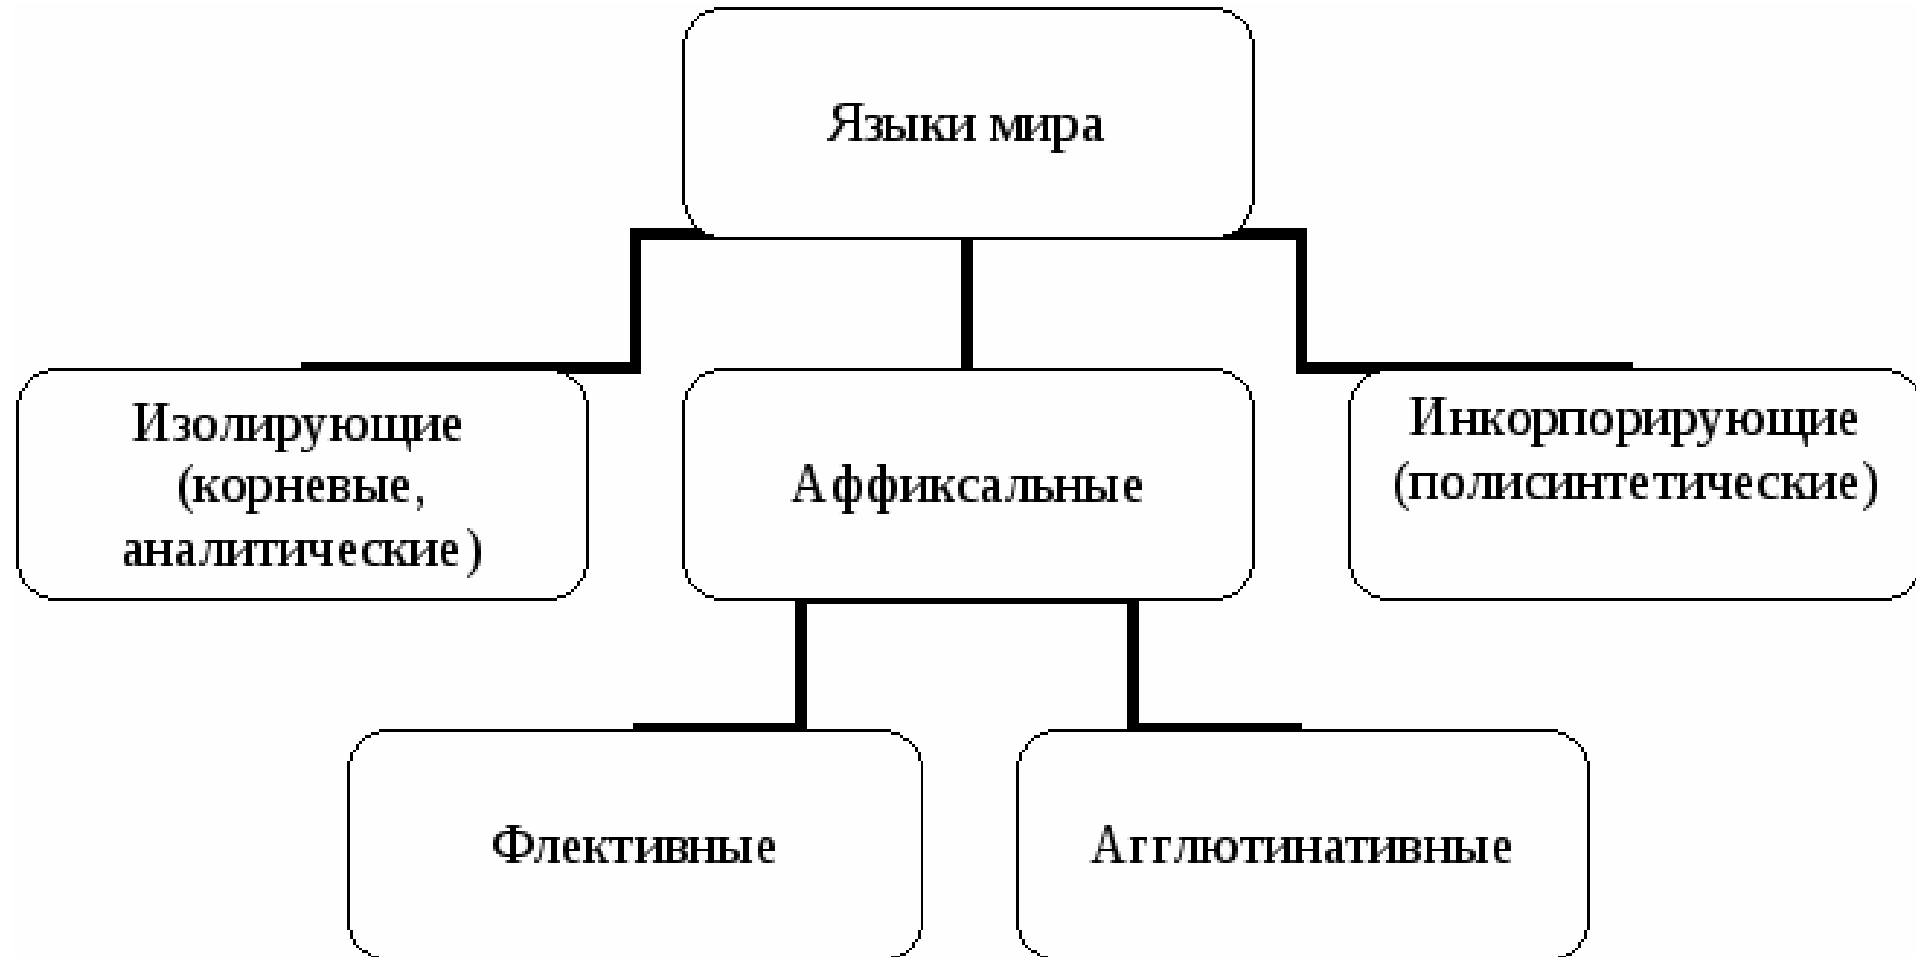 Языки мира
Изолирующие
(корневые,
аналитические)
Аффиксальные
Инкорпорирующие
(полисинтетические)
Флективные
Агглютинативные